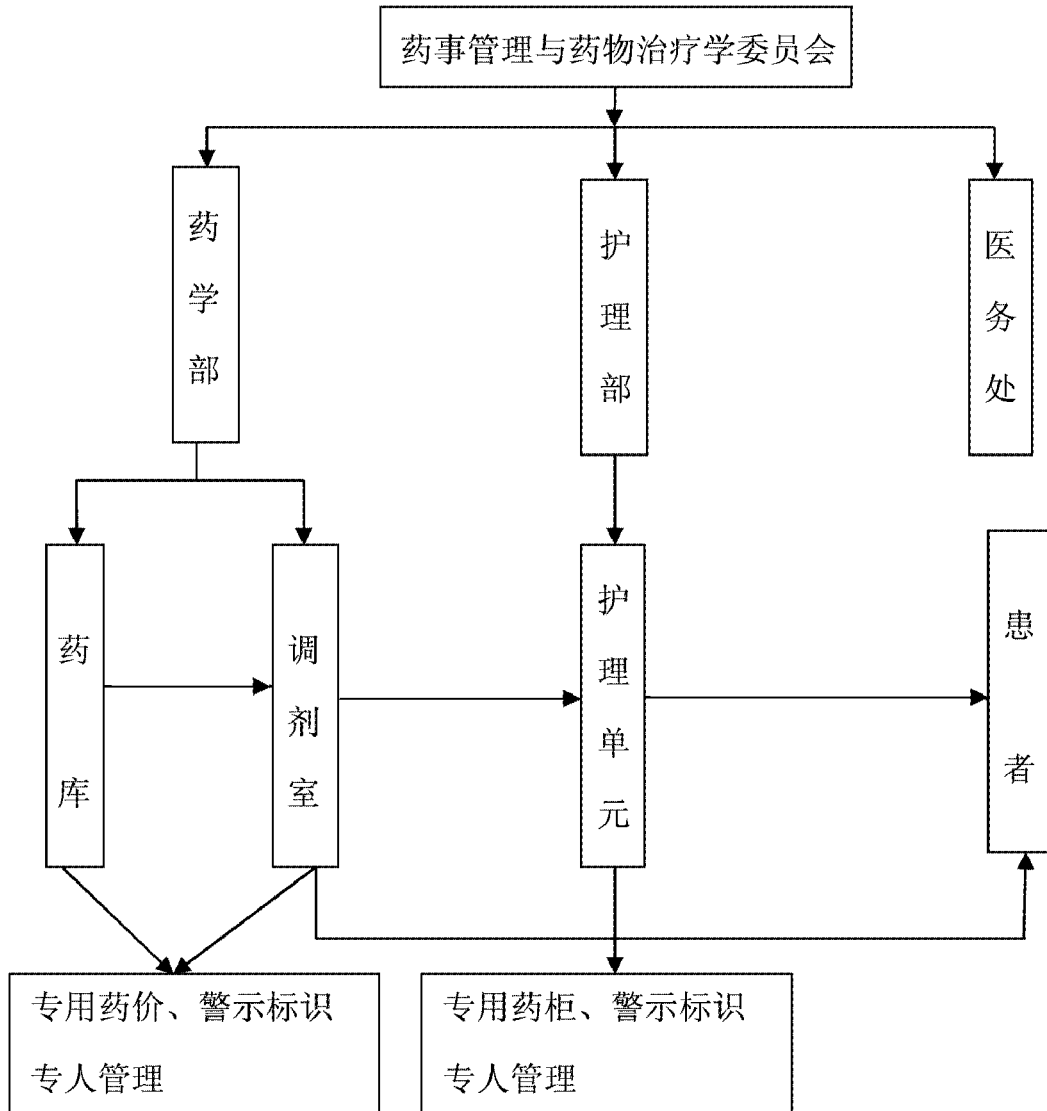 药事管理与药物治疗学委员会
药学部
护理部
医务处
药库
调剂室
护理单元
患者
专用药价、警示标识
专人管理
专用药柜、警示标识
专人管理